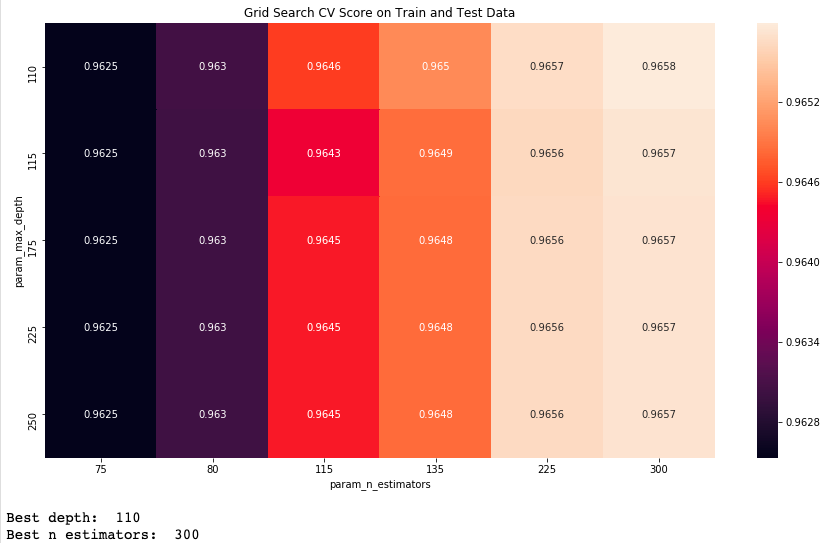 Grid Search CV Score on Train and Test Data
param_max_depth
110 0.9625 0.963 0.9646 0.965 0.9657 0.9658
115 0.9625 0.963 0.9643 0.9649 0.9656 0.9657
175 0.9625 0.963 0.9645 0.9648 0.9656 0.9657
225 0.9625 0.963 0.9645 0.9648 0.9656 0.9657
250 0.9625 0.963 0.9645 0.9648 0.9656 0.9657
75 80 115 135 225 300
param_n_estimators
0.9652
0.9646
0.9640
0.9634
0.9628
Best depth:  110
Best n estimators:  300